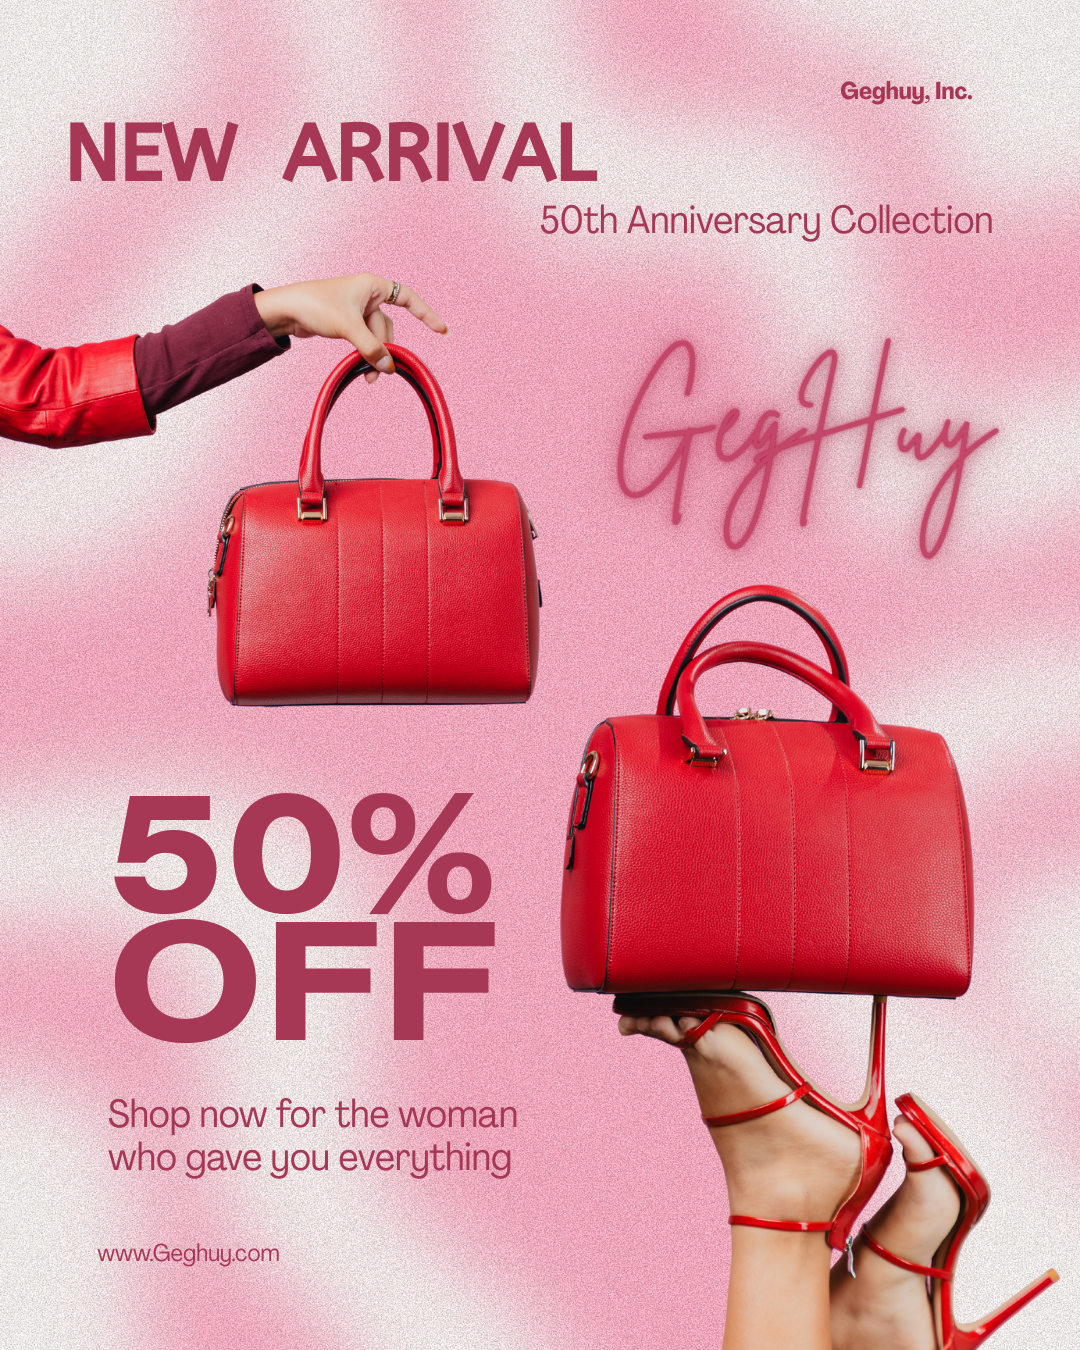 Geghuy, Inc.
NEW ARRIVAL
50th Anniversary Collection
GegHuy
50%
OFF
Shop now for the woman
who gave you everything
www.Geghuy.com